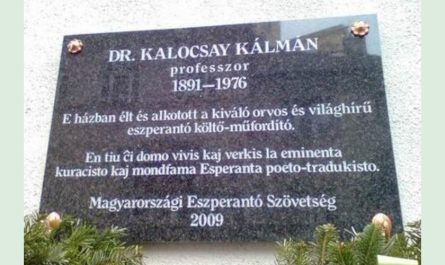 DR. KALOCSAY KÁLMÁN
professzor
1891—1976
E házban élt és alkotott a kiváló orvos és világhírű
eszperantó költő-műfordító.
En tiu ĉi domo vivis kaj verkis la eminenta
kuracisto kaj mondfama Esperanta poeto-tradukisto.
Magyarországi Eszperantó Szövetség
2009